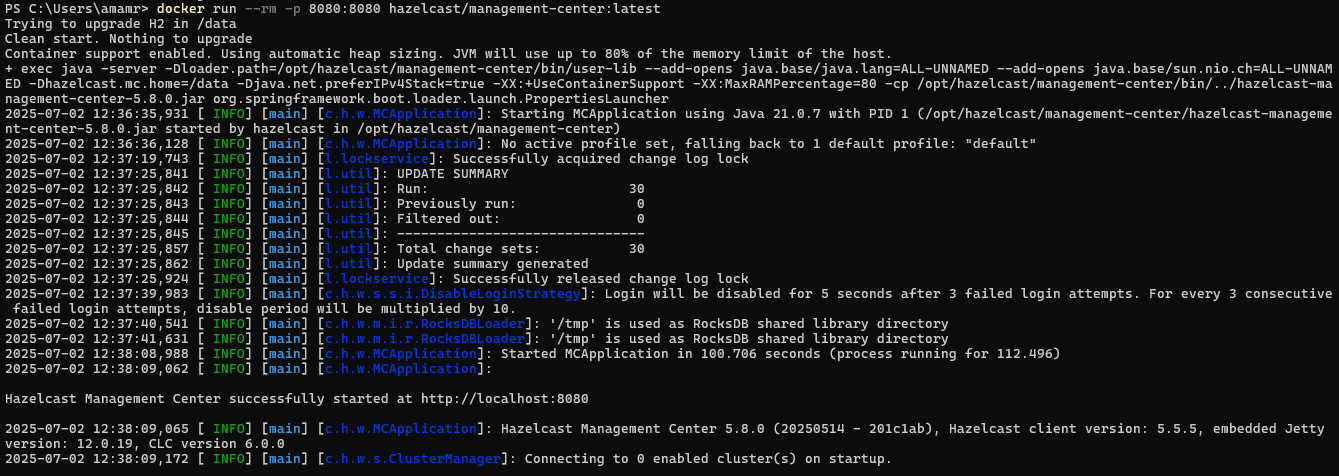 PS C:\Users\amamr> docker run --rm -p 8080:8080 hazelcast/management-center:latest
Trying to upgrade H2 in /data
Clean start. Nothing to upgrade
Container support enabled. Using automatic heap sizing. JVM will use up to 80% of the memory limit of the host.
+ exec java -server -Dloader.path=/opt/hazelcast/management-center/bin/user-lib --add-opens java.base/java.lang=ALL-UNNAMED --add-opens java.base/sun.nio.ch=ALL-UNNAM
ED -Dhazelcast.mc.home=/data -Djava.net.preferIPv4Stack=true -XX:+UseContainerSupport -XX:MaxRAMPercentage=80 -cp /opt/hazelcast/management-center/bin/../hazelcast-ma
nagement-center-5.8.0.jar org.springframework.boot.loader.launch.PropertiesLauncher
2025-07-02 12:36:35,931 [ INFO] [main] [c.h.w.MCApplication]: Starting MCApplication using Java 21.0.7 with PID 1 (/opt/hazelcast/management-center/hazelcast-manageme
nt-center-5.8.0.jar started by hazelcast in /opt/hazelcast/management-center)
2025-07-02 12:36:36,128 [ INFO] [main] [c.h.w.MCApplication]: No active profile set, falling back to 1 default profile: "default"
2025-07-02 12:37:19,743 [ INFO] [main] [l.lockservice]: Successfully acquired change log lock
2025-07-02 12:37:25,841 [ INFO] [main] [l.util]: UPDATE SUMMARY
2025-07-02 12:37:25,842 [ INFO] [main] [l.util]: Run:                         30
2025-07-02 12:37:25,843 [ INFO] [main] [l.util]: Previously run:               0
2025-07-02 12:37:25,844 [ INFO] [main] [l.util]: Filtered out:                 0
2025-07-02 12:37:25,845 [ INFO] [main] [l.util]: -------------------------------
2025-07-02 12:37:25,857 [ INFO] [main] [l.util]: Total change sets:           30
2025-07-02 12:37:25,862 [ INFO] [main] [l.util]: Update summary generated
2025-07-02 12:37:25,924 [ INFO] [main] [l.lockservice]: Successfully released change log lock
2025-07-02 12:37:39,983 [ INFO] [main] [c.h.w.s.s.i.DisableLoginStrategy]: Login will be disabled for 5 seconds after 3 failed login attempts. For every 3 consecutive
 failed login attempts, disable period will be multiplied by 10.
2025-07-02 12:37:40,541 [ INFO] [main] [c.h.w.m.i.r.RocksDBLoader]: '/tmp' is used as RocksDB shared library directory
2025-07-02 12:37:41,631 [ INFO] [main] [c.h.w.m.i.r.RocksDBLoader]: '/tmp' is used as RocksDB shared library directory
2025-07-02 12:38:08,988 [ INFO] [main] [c.h.w.MCApplication]: Started MCApplication in 100.706 seconds (process running for 112.496)
2025-07-02 12:38:09,062 [ INFO] [main] [c.h.w.MCApplication]:
Hazelcast Management Center successfully started at http://localhost:8080
2025-07-02 12:38:09,065 [ INFO] [main] [c.h.w.MCApplication]: Hazelcast Management Center 5.8.0 (20250514 - 201c1ab), Hazelcast client version: 5.5.5, embedded Jetty
version: 12.0.19, CLC version 6.0.0
2025-07-02 12:38:09,172 [ INFO] [main] [c.h.w.s.ClusterManager]: Connecting to 0 enabled cluster(s) on startup.